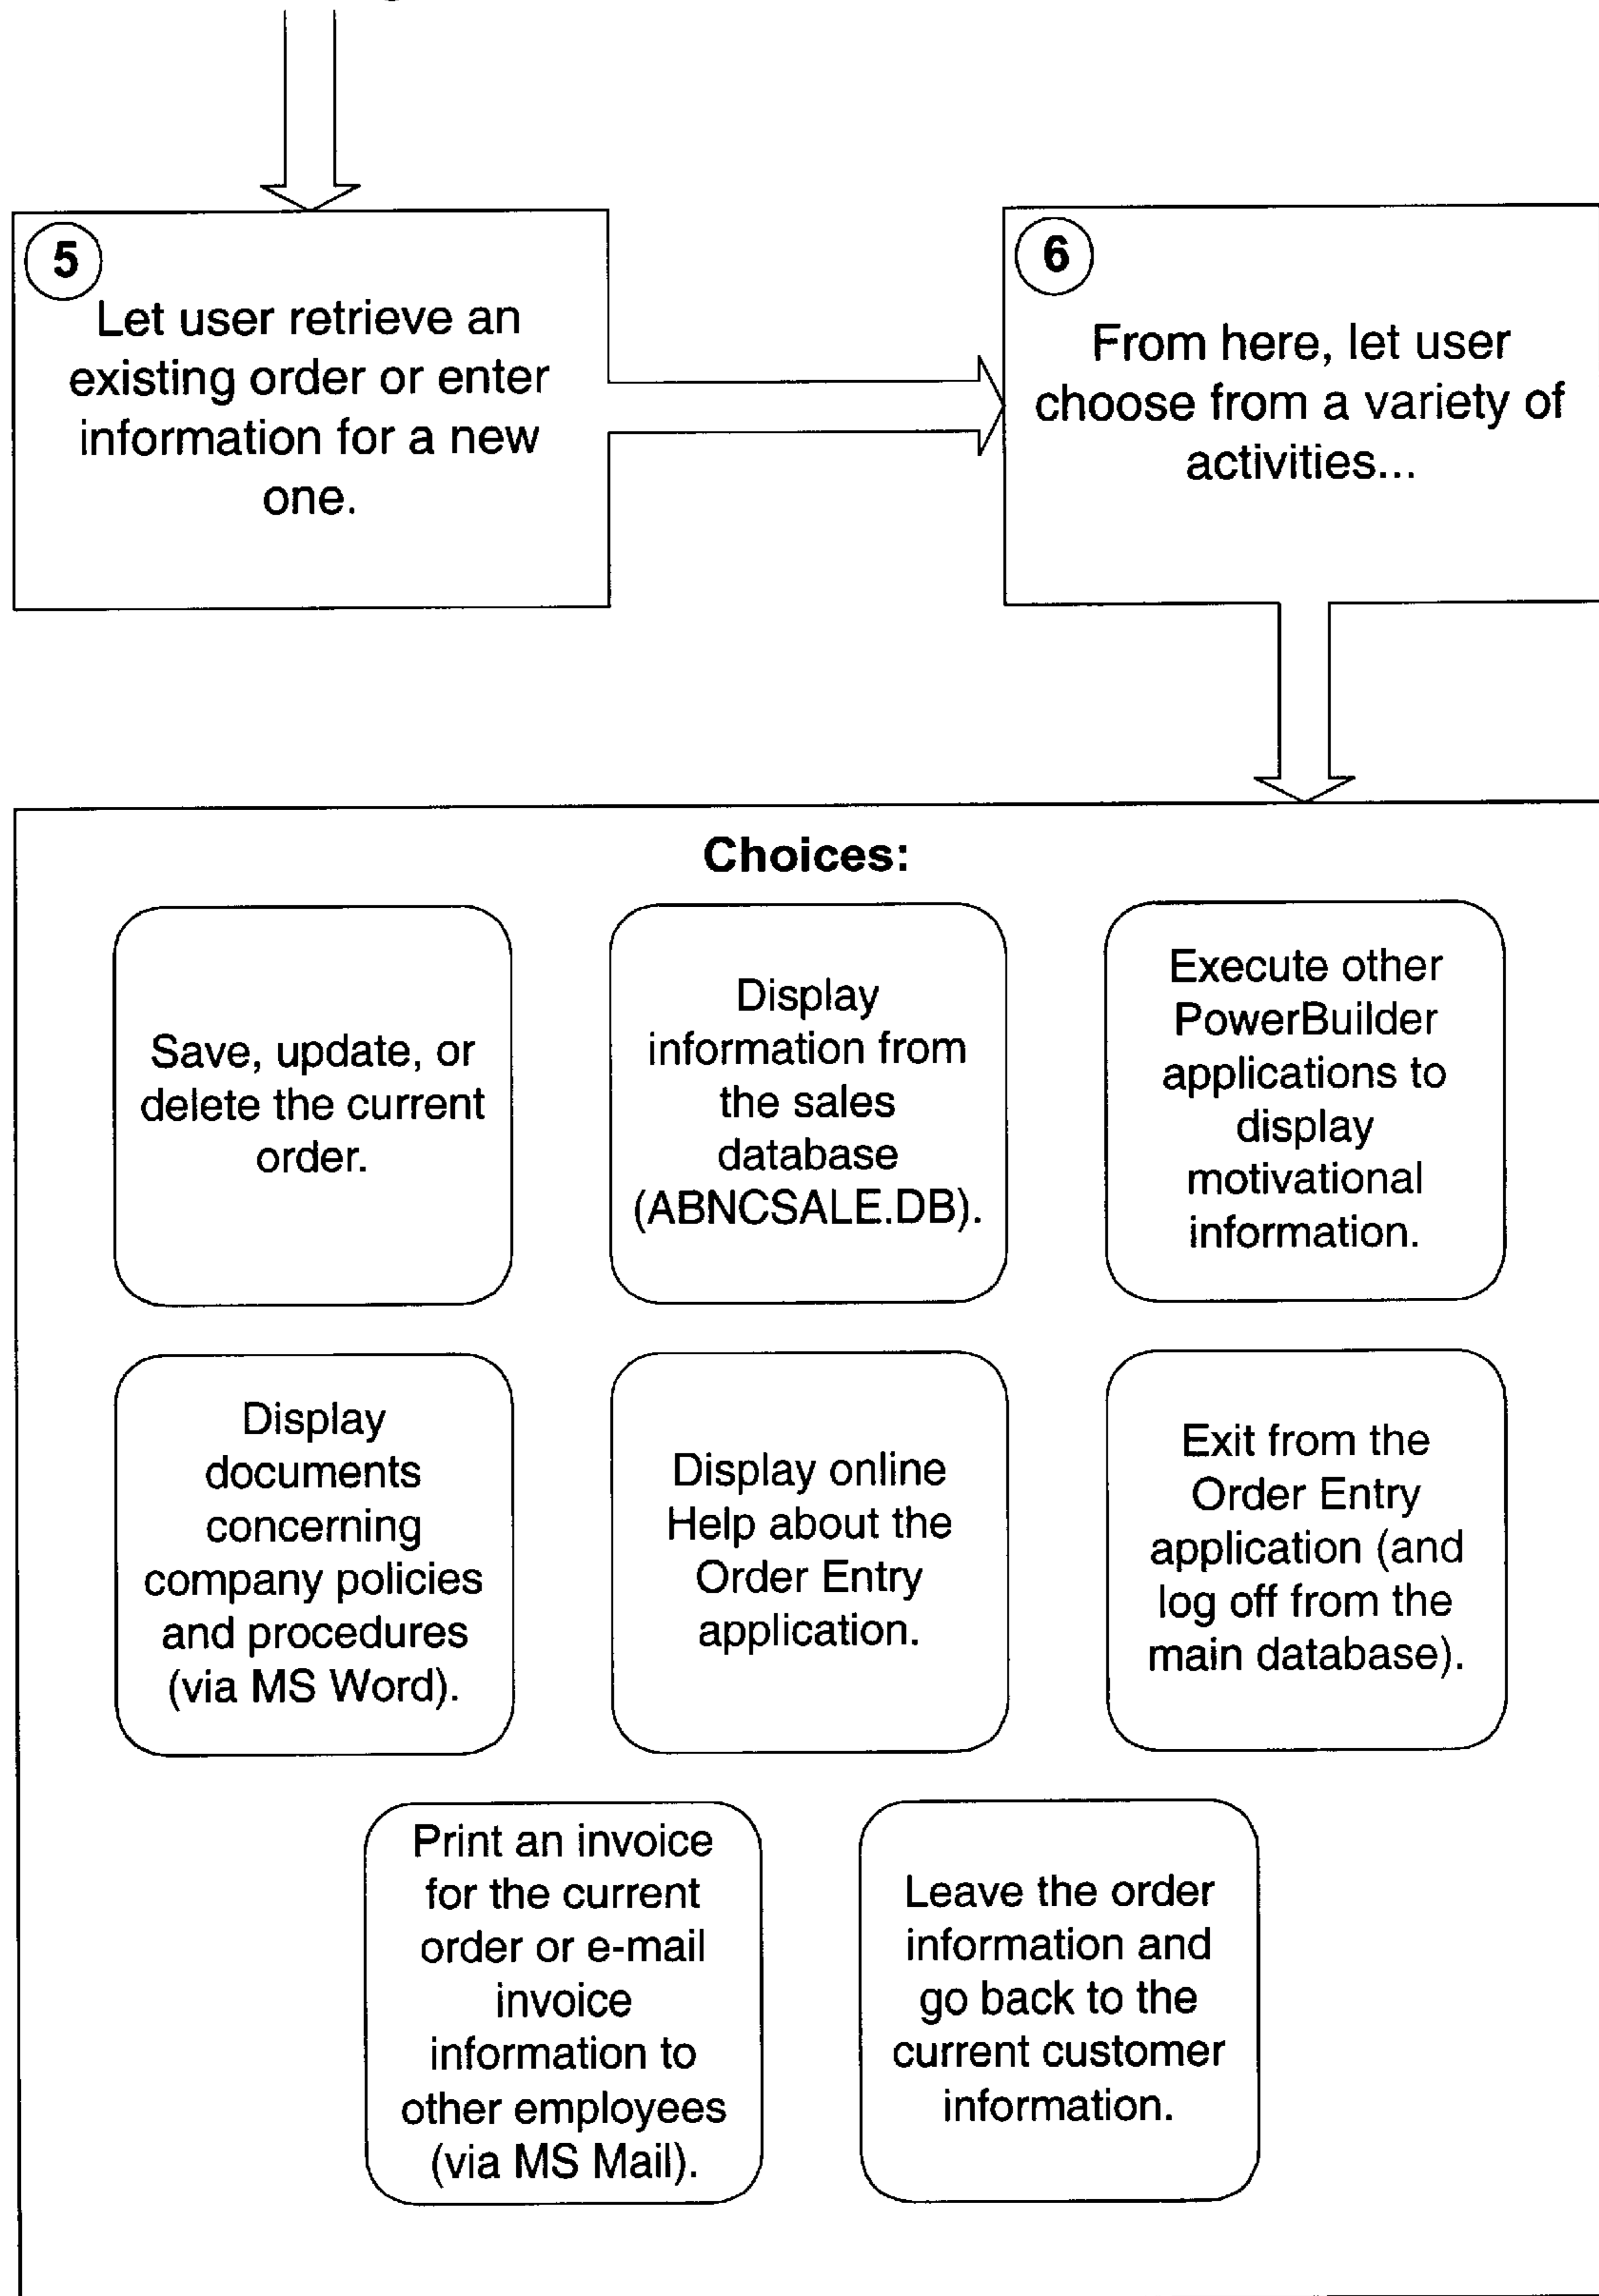 5
Let user retrieve an
existing order or enter
information for a new
one.
6
From here, let user
choose from a variety of
activities...
Choices:
Save, update, or
delete the current
order.
Display
information from
the sales
database
(ABNCSALE.DB).
Execute other
PowerBuilder
applications to
display
motivational
information.
Display
documents
concerning
company policies
and procedures
(via MS Word).
Display online
Help about the
Order Entry
application.
Exit from the
Order Entry
application (and
log off from the
main database).
Print an invoice
for the current
order or e-mail
invoice
information to
other employees
(via MS Mail).
Leave the order
information and
go back to the
current customer
information.